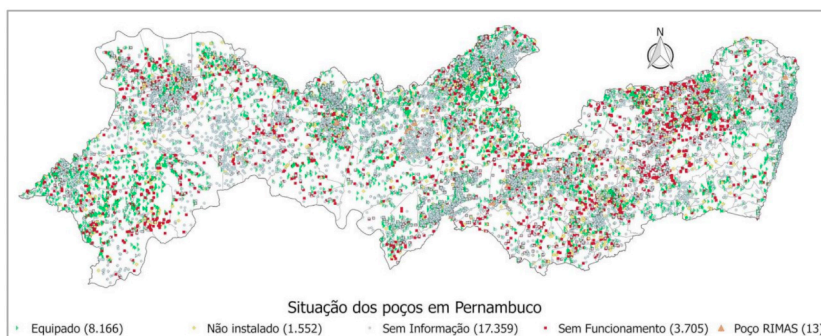 N
Situação dos poços em Pernambuco
Equipado (8.166) Não instalado (1.552) Sem Informação (17.359) Sem Funcionamento (3.705) Poço RIMAS (13